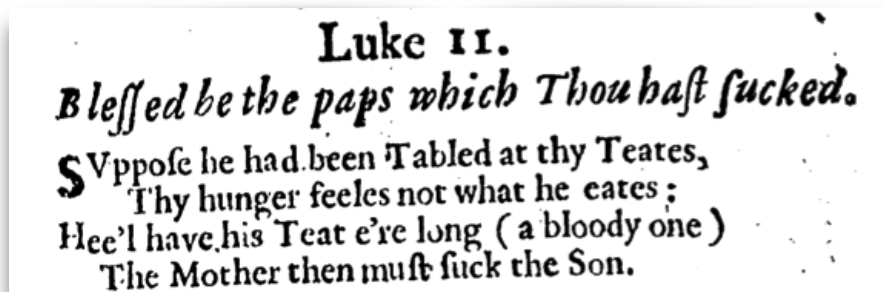 Luke 11.
Bleſſed be the paps which Thou haſt ſucked.
SVppoſe he had been Tabled at thy Teates,
Thy hunger feeles not what he eates :
Hee'l have his Teat e're long ( a bloody one )
The Mother then muſt ſuck the Son.